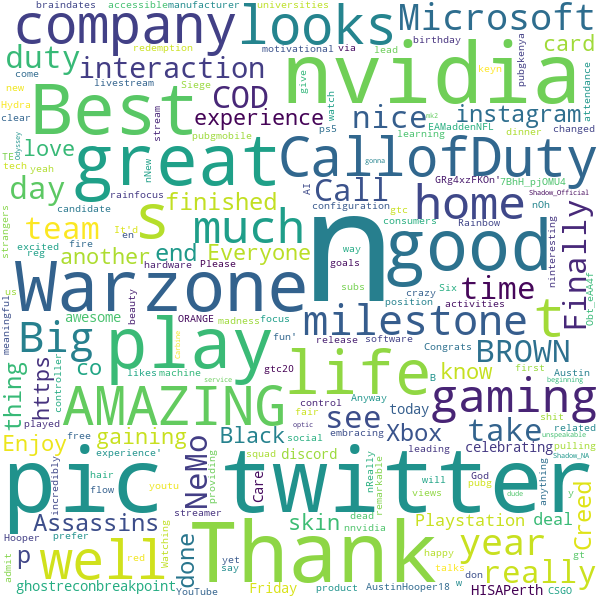 braindates accessible manufacturer universities
company looks Microsoft
redemption motivational via lead birthday pubgkenya
nvidia
duty interaction card
new come livestream Siege give
Hydra COD
Best experience nice instagram attendance
clear stream pubgmobile watch ps5 EAMaddenNFL dinner changed
love great CallofDuty learning
TE nNew GRg4xzFKOn' 7BhH_pjOMU4 Shadow_Official
tech yeah rainfocus AI gonna mk2 keyn Odyssey
day finished Call home
strangers candidate configuration gtc Rainbow nOh
team s much n good
excited It'd en consumers
reg fire another end Everyone way Six ninteresting
us hardware Please goals crazy activities
time Finally
Warzone subs position
meaningful awesome beauty ORANGE focus release software Congrats
Big milestone t
madness Obt_eAA4f
thing co likes machine fun' gtc20 B first Austin beginning
https play life know BROWN
controller control Anyway
played AMAZING see gaming
free hair social today related shit
Enjoy gaining Black Xbox take
experience' fair optic embracing celebrating pulling
service leading unspeakable Shadow_NA
incredibly flow youtu squad discord will God
pic twitter
NeMo Care nReally remarkable views pubg dude anything y
Assassins providing nnvidia dead
Hooper streamer skin Playstation deal Creed
p prefer
well done Thank year
admit red Watching yet happy talks gt
say really
ghostreconbreakpoint Friday w don HISAPerth
YouTube product AustinHooper18 CSGO